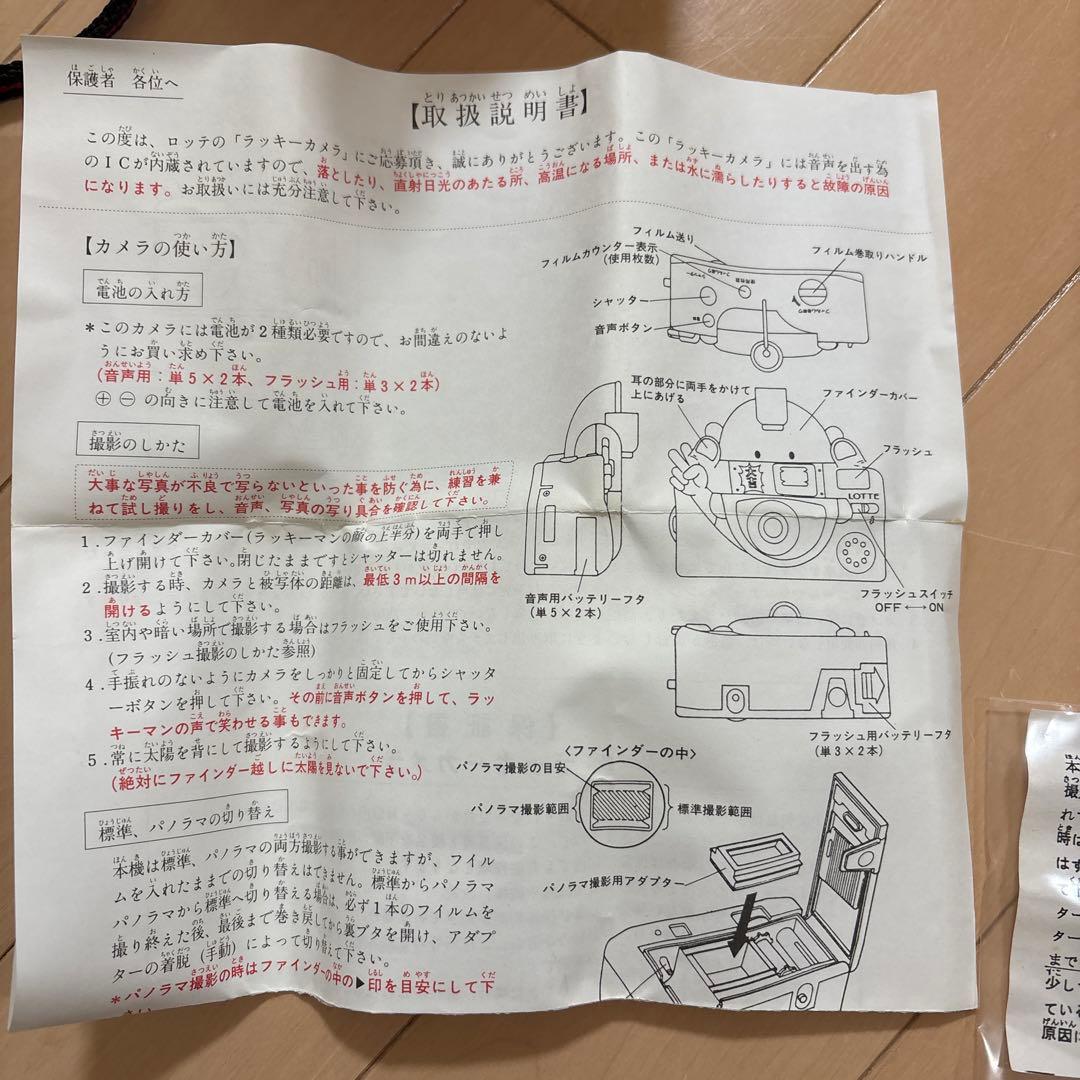 保護者 各位へ
【取扱説明書】
この度は、ロッテの「ラッキーカメラ」にご応募頂き、誠にありがとうございます。この「ラッキーカメラ」には音声を出す為
のＩＣが内蔵されていますので、落としたり、直射日光のあたる所、高温になる場所、または水に濡らしたりすると故障の原因
になります。お取扱いには充分注意して下さい。
【カメラの使い方】
電池の入れ方
＊このカメラには電池が２種類必要ですので、お間違えのないよ
うにお買い求め下さい。
(音声用：単５×２本、フラッシュ用：単３×２本)
⊕ ⊖ の向きに注意して電池を入れて下さい。
撮影のしかた
大事な写真が不良で写らないといった事を防ぐ為に、練習を兼
ねて試し撮りをし、音声、写真の写り具合を確認して下さい。
1．ファインダーカバー(ラッキーマンの顔の上半分)を両手で押し
上げ開けて下さい。閉じたままですとシャッターは切れません。
2．撮影する時、カメラと被写体の距離は、最低３ｍ以上の間隔を
開けるようにして下さい。
3．室内や暗い場所で撮影する場合はフラッシュをご使用下さい。
(フラッシュ撮影のしかた参照)
4．手振れのないようにカメラをしっかりと固定してからシャッタ
ーボタンを押して下さい。その前に音声ボタンを押して、ラッ
キーマンの声で笑わせる事もできます。
5．常に太陽を背にして撮影するようにして下さい。
(絶対にファインダー越しに太陽を見ないで下さい。)
標準、パノラマの切り替え
本機は標準、パノラマの両方撮影する事ができますが、フイル
ムを入れたままでの切り替えはできません。標準からパノラマ
パノラマから標準へ切り替える場合は、必ず１本のフイルムを
撮り終えた後、最後まで巻き戻してから裏ブタを開け、アダプ
ターの着脱（手動）によって切り替えて下さい。
＊パノラマ撮影の時はファインダーの中の▶印を目安にして下
さい
フィルム送り
フィルムカウンター表示
(使用枚数)
フィルム巻取りハンドル
シャッター
音声ボタン
耳の部分に両手をかけて
上にあげる
ファインダーカバー
フラッシュ
LOTTE
音声用バッテリーフタ
(単５×２本)
フラッシュスイッチ
OFF ←→ ON
フラッシュ用バッテリーフタ
(単３×２本)
〈ファインダーの中〉
パノラマ撮影の目安
パノラマ撮影範囲
標準撮影範囲
パノラマ撮影用アダプター
本
撮
れ
時は
はず
ター
ター
まで
少し
てい
原因に